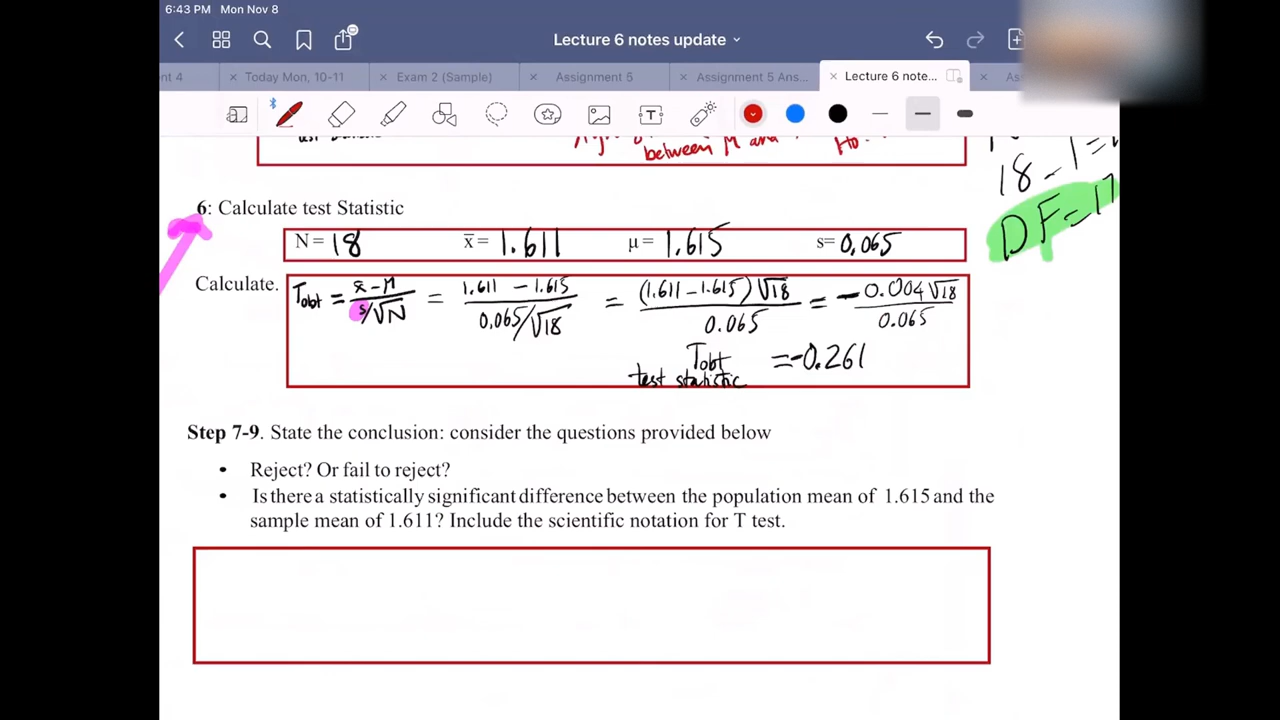 6:43 PM Mon Nov 8
Lecture 6 notes update
nt 4
Today Mon, 10-11
Exam 2 (Sample)
Assignment 5
Assignment 5 Ans...
Lecture 6 note...
between M and Ho
18 - 1 =
DF = 17
6: Calculate test Statistic
N = 18 x̄ = 1.611 μ = 1.615 s= 0.065
Calculate. Tobt = x̄ - M / s/√N = 1.611 - 1.615 / 0.065/√18 = (1.611 - 1.615)√18 / 0.065 = -0.004√18 / 0.065
Tobt = -0.261
test statistic
Step 7-9. State the conclusion: consider the questions provided below
• Reject? Or fail to reject?
• Is there a statistically significant difference between the population mean of 1.615 and the
sample mean of 1.611? Include the scientific notation for T test.